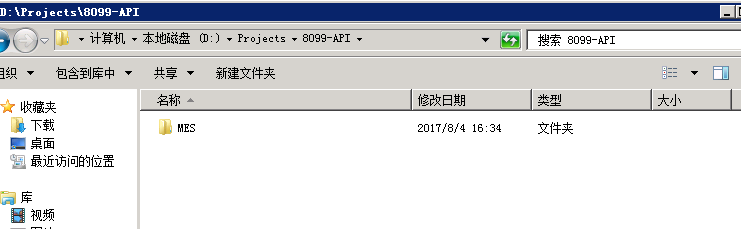 D:\Projects\8099-API
计算机 本地磁盘 (D:) Projects 8099-API 搜索 8099-API
组织 包含到库中 共享 新建文件夹
名称 修改日期 类型 大小
收藏夹
下载
MES 2017/8/4 16:34 文件夹
桌面
最近访问的位置
库
视频